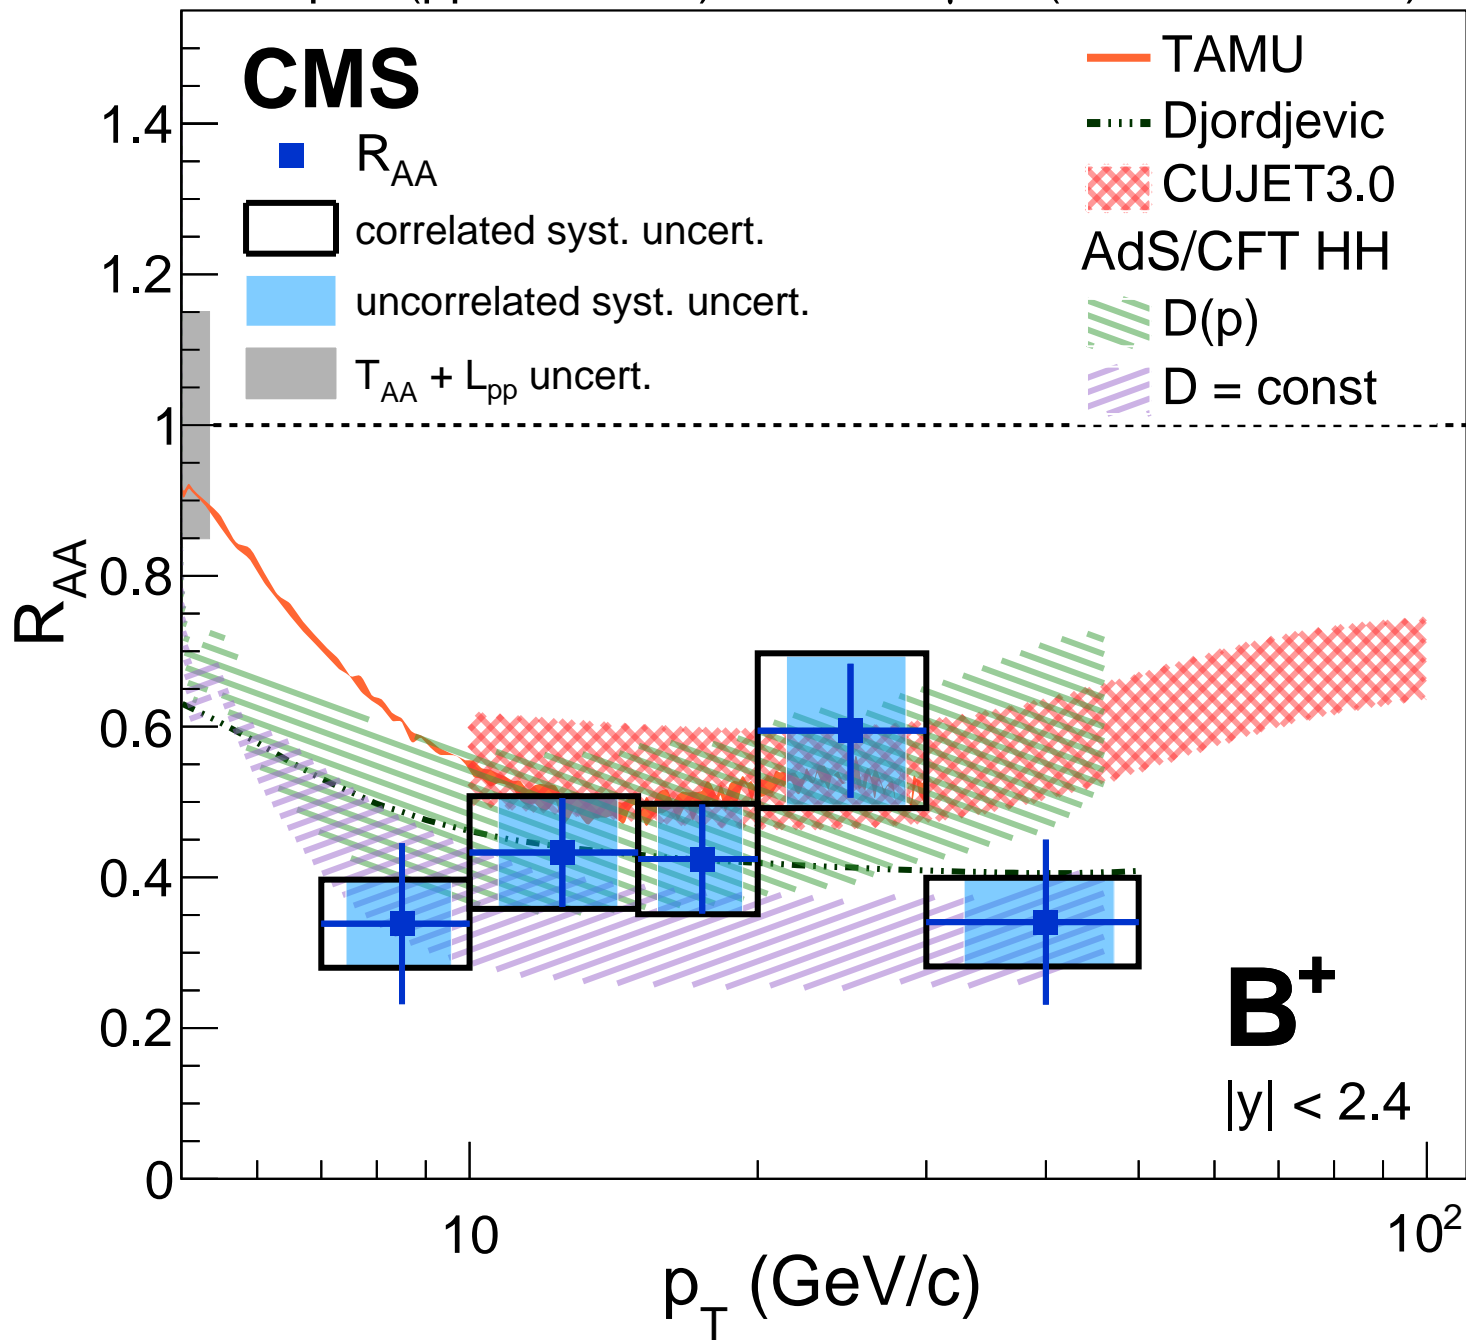 CMS
R_AA
correlated syst. uncert.
uncorrelated syst. uncert.
T_AA + L_pp uncert.
TAMU
Djordjevic
CUJET3.0
AdS/CFT HH
D(p)
D = const
R_AA
1.4
1.2
1
0.8
0.6
0.4
0.2
0
B⁺
|y| < 2.4
10
10²
p_T (GeV/c)